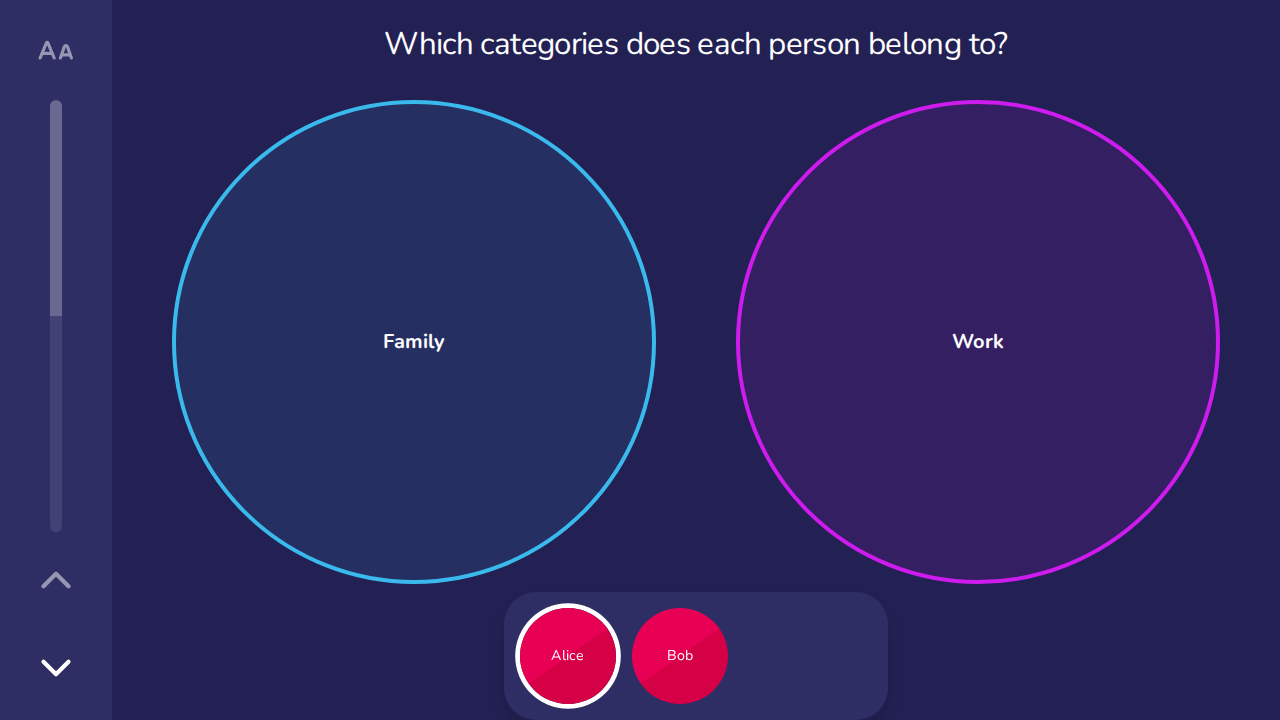 AA
Which categories does each person belong to?
Family
Work
Alice
Bob